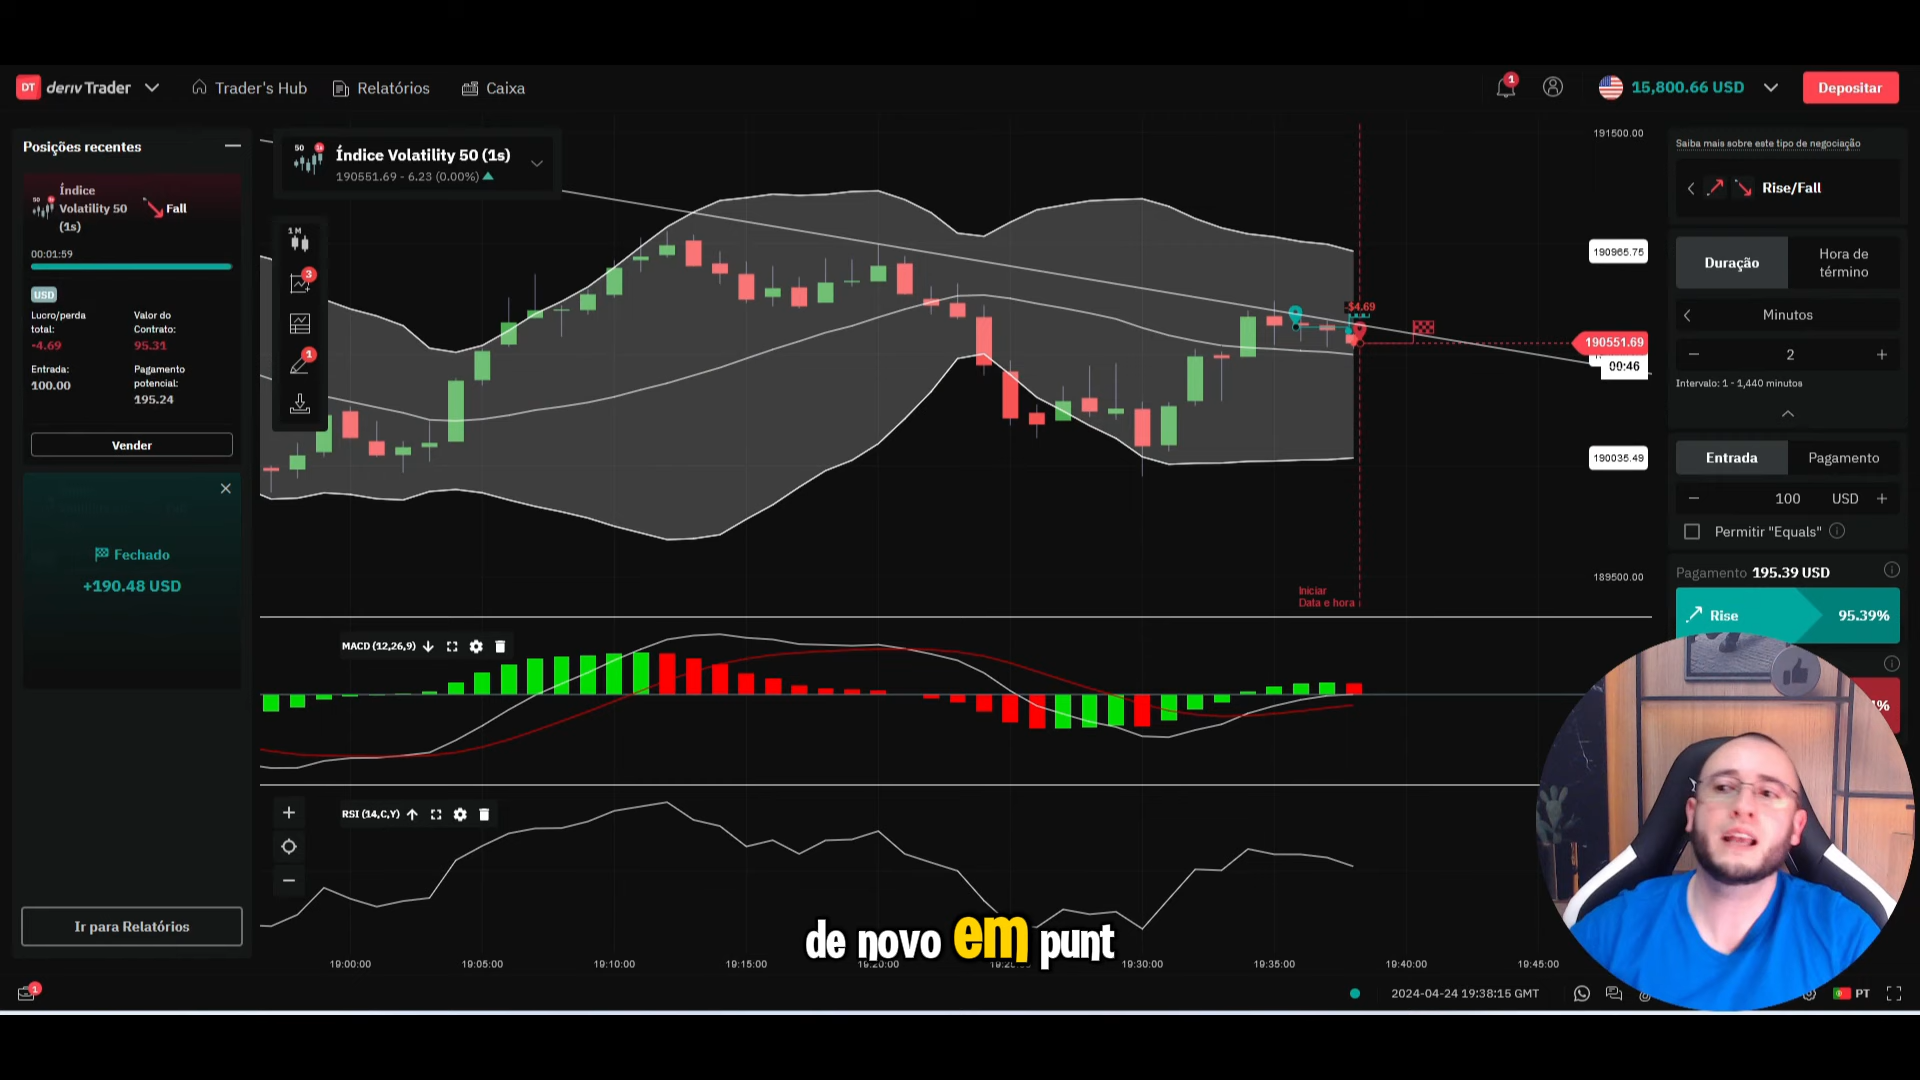 DT deriv Trader
Trader's Hub
Relatórios
Caixa
1
15,800.66 USD
Depositar
Posições recentes
50
Índice
Volatility 50
(1s)
Fall
00:01:59
USD
Lucro/perda
total:
-4.69
Valor do
Contrato:
95.31
Entrada:
100.00
Pagamento
potencial:
195.24
Vender
Fechado
+190.48 USD
Ir para Relatórios
1
50
Índice Volatility 50 (1s)
190551.69 - 6.23 (0.00%)
1M
3
1
-$4.69
191500.00
190965.75
190551.69
00:46
190035.49
189500.00
Iniciar
Data e hora
MACD (12,26,9)
RSI (14,C,Y)
de novo em punt
19:00:00
19:05:00
19:10:00
19:15:00
19:20:00
19:30:00
19:35:00
19:40:00
19:45:00
2024-04-24 19:38:15 GMT
PT
Saiba mais sobre este tipo de negociação
Rise/Fall
Duração
Hora de
término
Minutos
2
Intervalo: 1 - 1,440 minutos
Entrada
Pagamento
100
USD
Permitir "Equals"
Pagamento 195.39 USD
Rise
95.39%